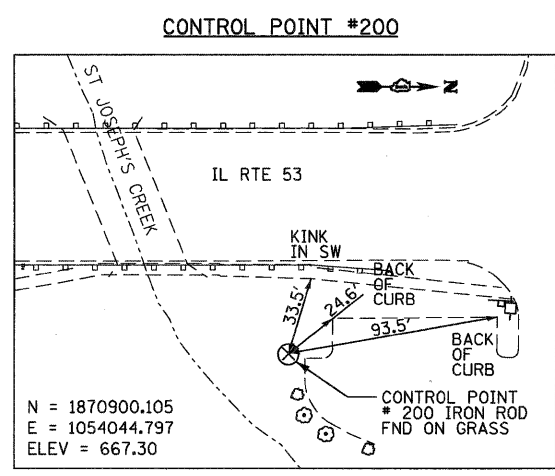 CONTROL POINT #200
N
ST JOSEPH'S CREEK
IL RTE 53
KINK
IN SW
BACK
OF
CURB
33.5'
24.6'
93.5'
BACK
OF
CURB
CONTROL POINT
# 200 IRON ROD
FND ON GRASS
N = 1870900.105
E = 1054044.797
ELEV = 667.30